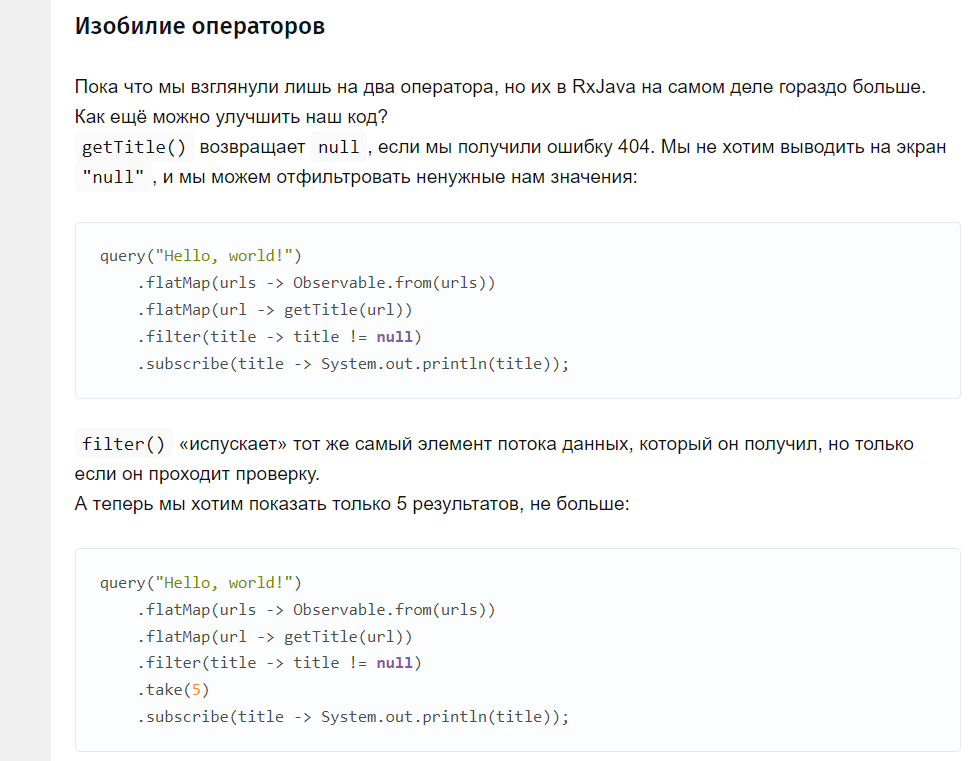 Изобилие операторов
Пока что мы взглянули лишь на два оператора, но их в RxJava на самом деле гораздо больше.
Как ещё можно улучшить наш код?
getTitle() возвращает null , если мы получили ошибку 404. Мы не хотим выводить на экран
"null" , и мы можем отфильтровать ненужные нам значения:
query("Hello, world!")
    .flatMap(urls -> Observable.from(urls))
    .flatMap(url -> getTitle(url))
    .filter(title -> title != null)
    .subscribe(title -> System.out.println(title));
filter() «испускает» тот же самый элемент потока данных, который он получил, но только
если он проходит проверку.
А теперь мы хотим показать только 5 результатов, не больше:
query("Hello, world!")
    .flatMap(urls -> Observable.from(urls))
    .flatMap(url -> getTitle(url))
    .filter(title -> title != null)
    .take(5)
    .subscribe(title -> System.out.println(title));